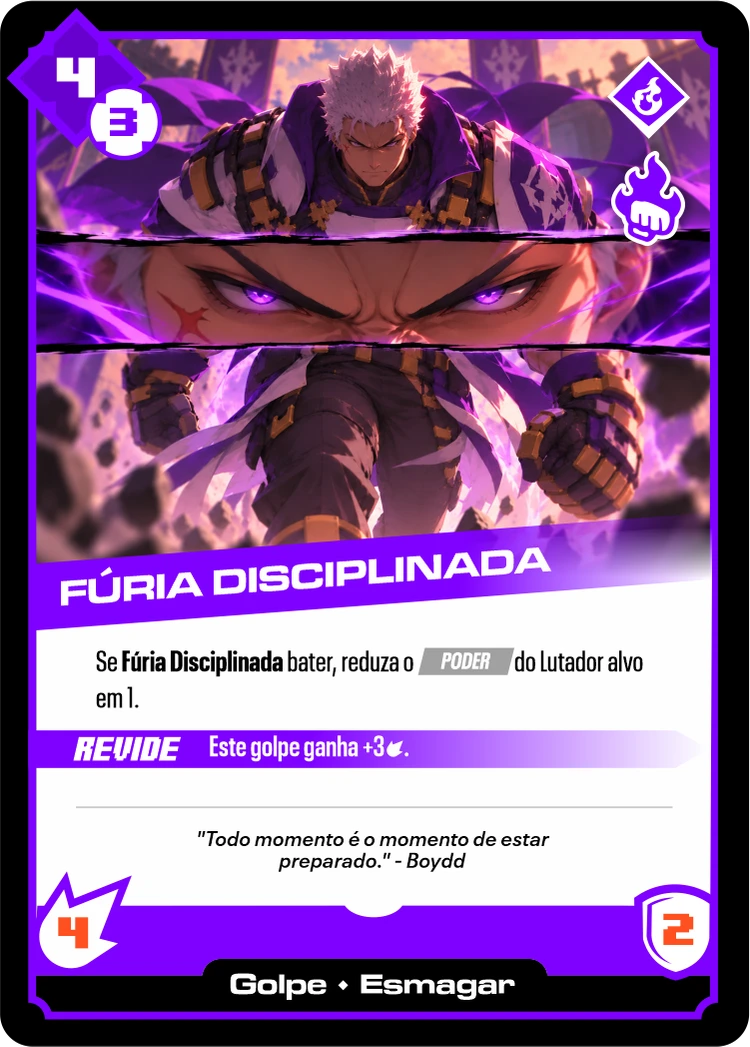 4
3
FÚRIA DISCIPLINADA
Se Fúria Disciplinada bater, reduza o PODER do Lutador alvo
em 1.
REVIDE Este golpe ganha +3.
"Todo momento é o momento de estar
preparado." - Boydd
4
2
Golpe • Esmagar